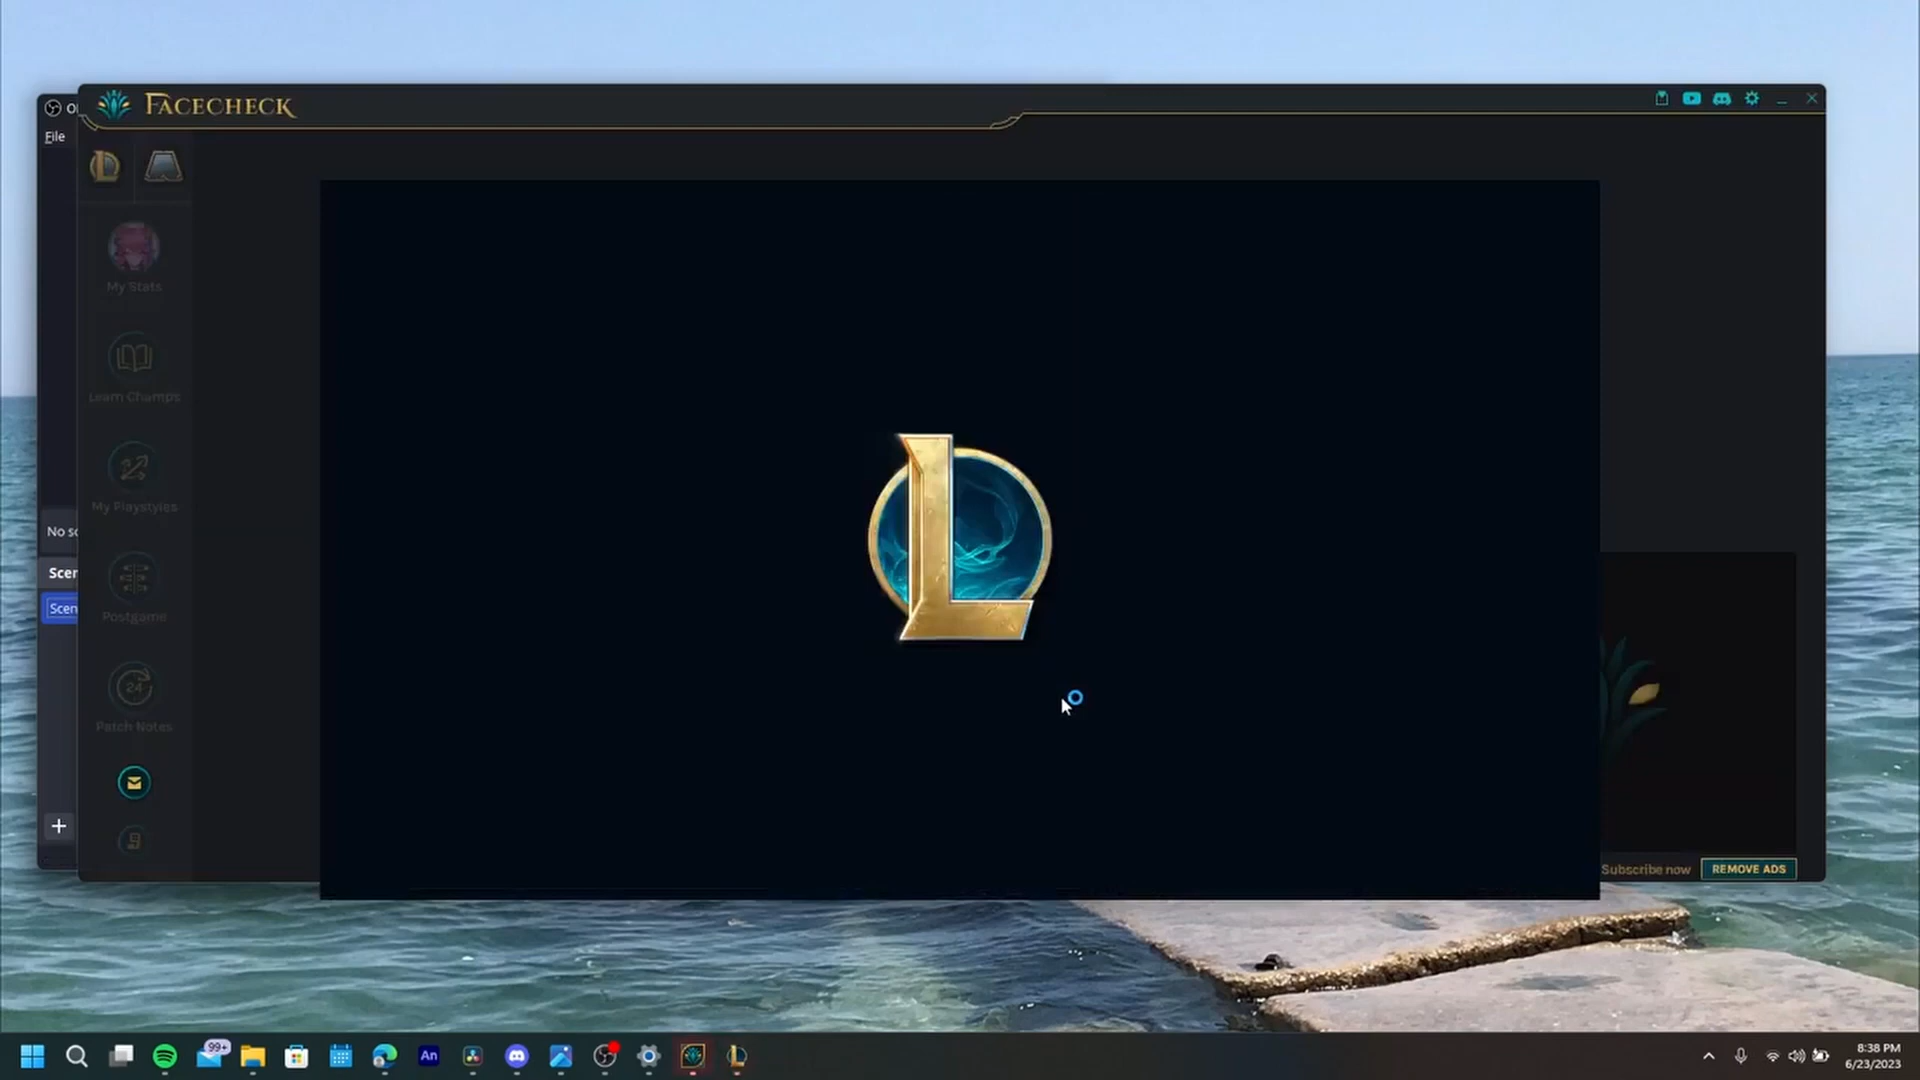 FACECHECK
File
My Stats
Learn Champs
My Playstyles
No sc
Scen
Scen
Postgame
24
Patch Notes
Subscribe now
REMOVE ADS
99+
An
8:38 PM
6/23/2023